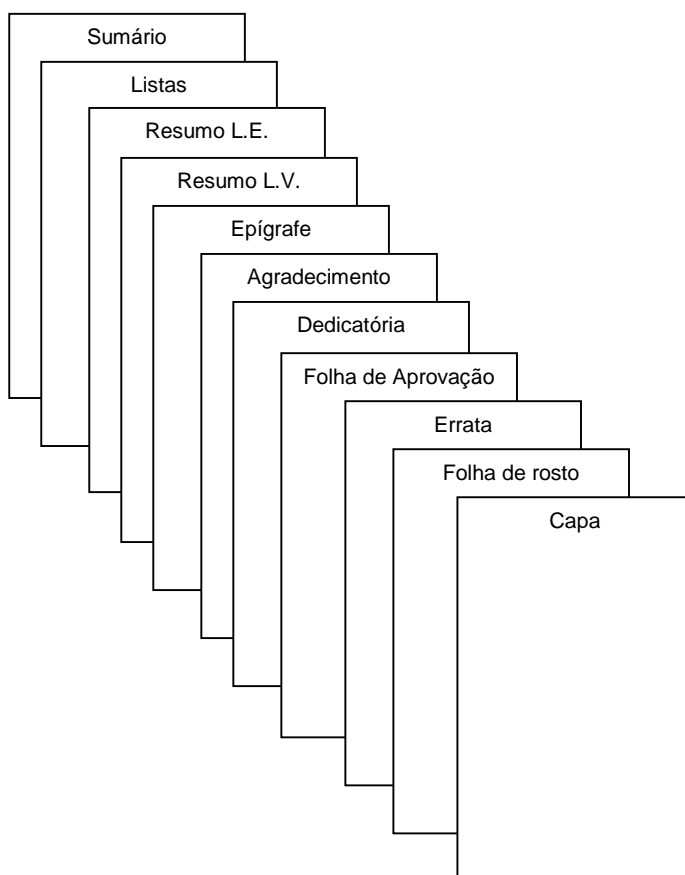 Sumário
Listas
Resumo L.E.
Resumo L.V.
Epígrafe
Agradecimento
Dedicatória
Folha de Aprovação
Errata
Folha de rosto
Capa